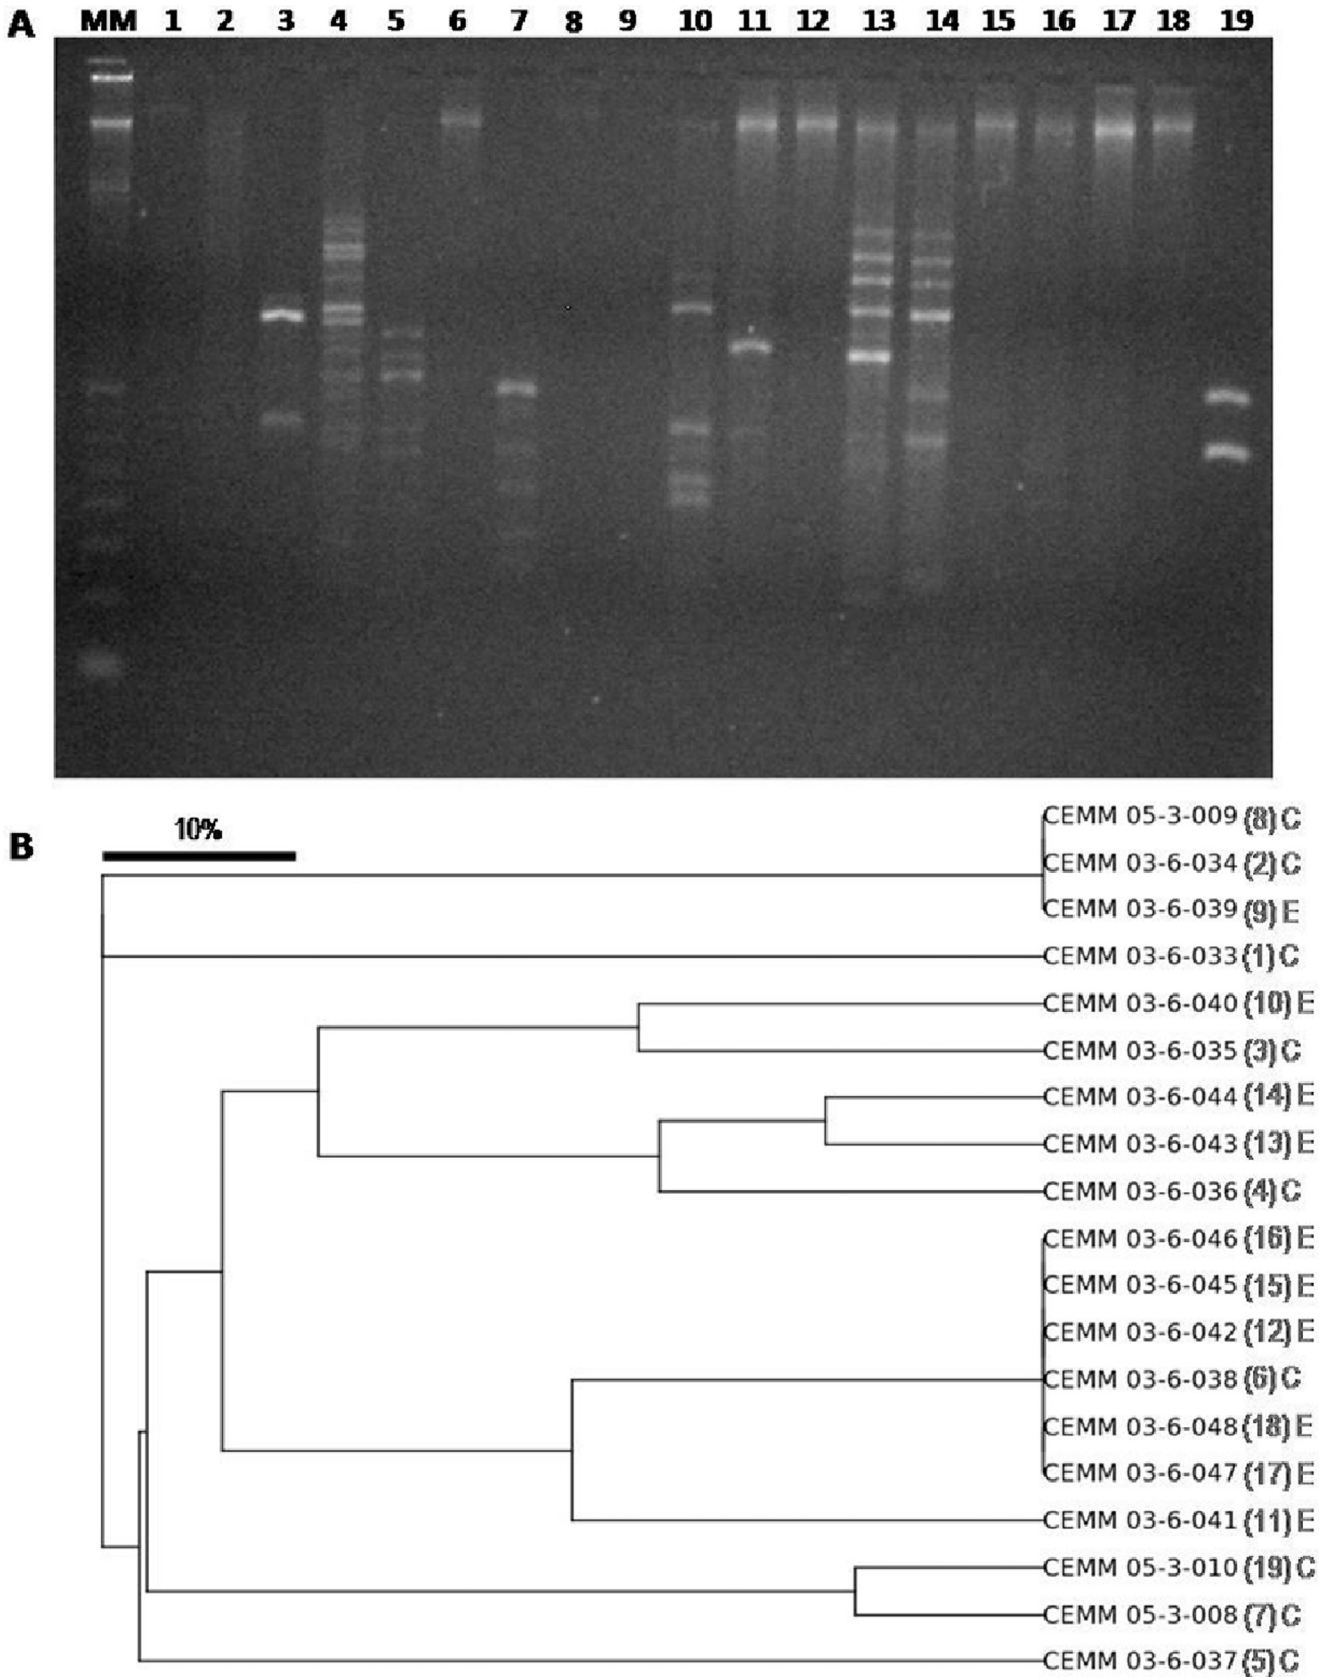 A MM 1 2 3 4 5 6 7 8 9 10 11 12 13 14 15 16 17 18 19
B
10%
CEMM 05-3-009 (8) C
CEMM 03-6-034 (2) C
CEMM 03-6-039 (9) E
CEMM 03-6-033 (1) C
CEMM 03-6-040 (10) E
CEMM 03-6-035 (3) C
CEMM 03-6-044 (14) E
CEMM 03-6-043 (13) E
CEMM 03-6-036 (4) C
CEMM 03-6-046 (16) E
CEMM 03-6-045 (15) E
CEMM 03-6-042 (12) E
CEMM 03-6-038 (6) C
CEMM 03-6-048 (18) E
CEMM 03-6-047 (17) E
CEMM 03-6-041 (11) E
CEMM 05-3-010 (19) C
CEMM 05-3-008 (7) C
CEMM 03-6-037 (5) C